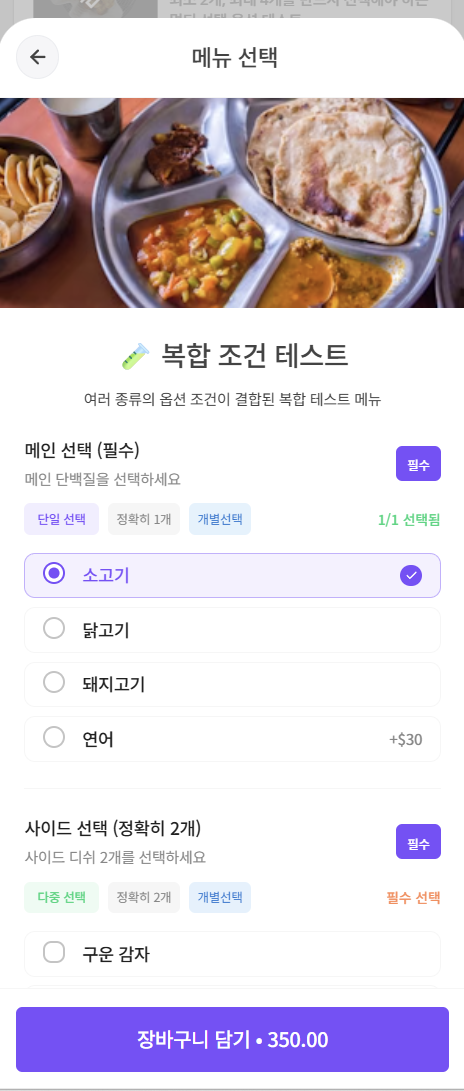 메뉴 선택
복합 조건 테스트
여러 종류의 옵션 조건이 결합된 복합 테스트 메뉴
메인 선택 (필수)
필수
메인 단백질을 선택하세요
단일 선택 정확히 1개 개별선택 1/1 선택됨
소고기
닭고기
돼지고기
연어 +$30
사이드 선택 (정확히 2개)
필수
사이드 디쉬 2개를 선택하세요
다중 선택 정확히 2개 개별선택 필수 선택
구운 감자
장바구니 담기 • 350.00